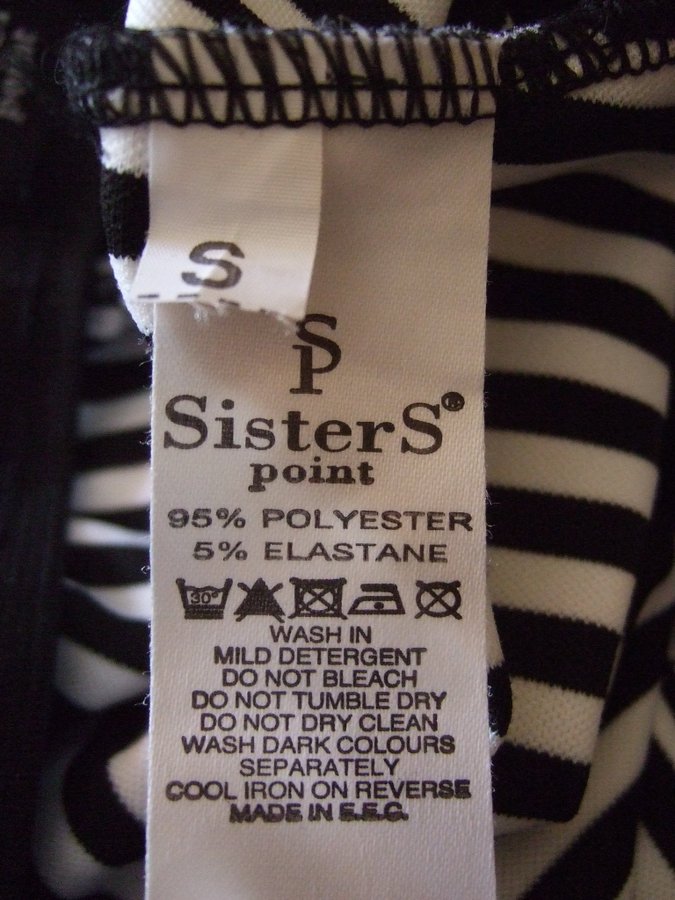 S
SP
SisterS®
point
95% POLYESTER
5% ELASTANE
30°
WASH IN
MILD DETERGENT
DO NOT BLEACH
DO NOT TUMBLE DRY
DO NOT DRY CLEAN
WASH DARK COLOURS
SEPARATELY
COOL IRON ON REVERSE
MADE IN E.E.C.